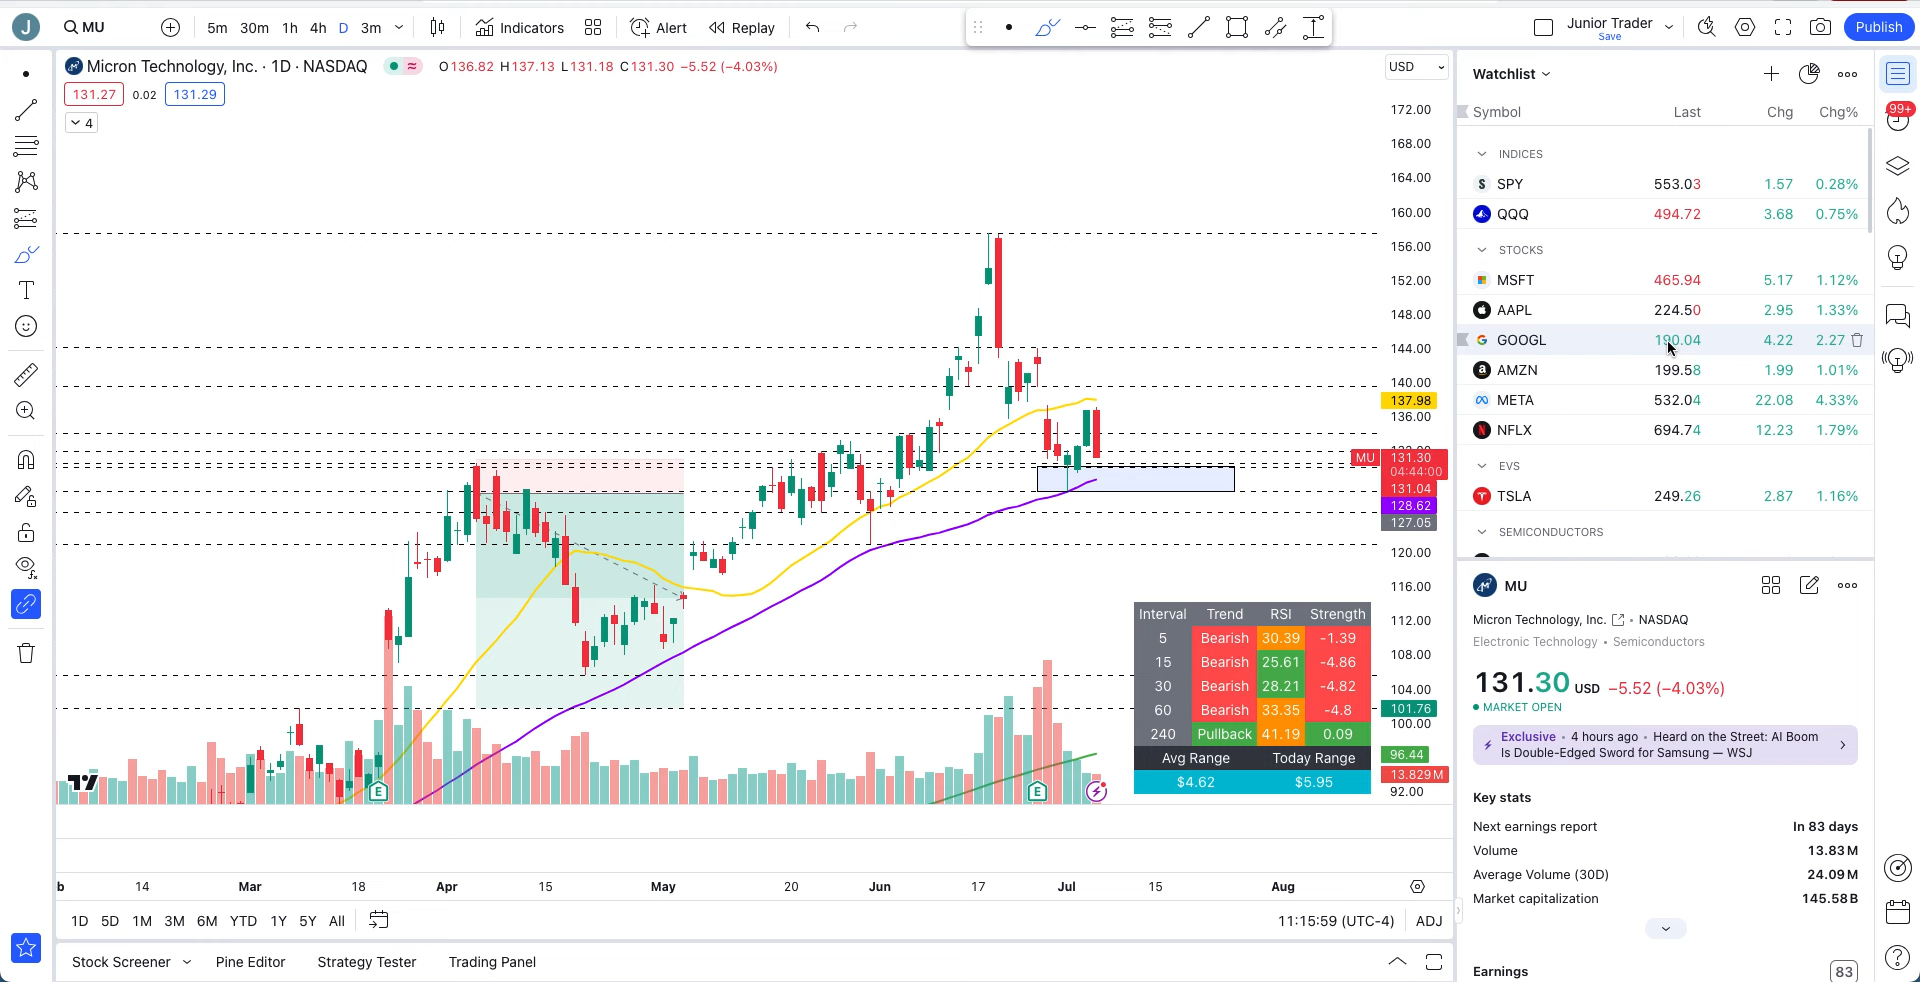 J
MU
5m 30m 1h 4h D 3m
Indicators
Alert
Replay
Junior Trader
Save
Publish
Micron Technology, Inc. · 1D · NASDAQ
O136.82 H137.13 L131.18 C131.30 −5.52 (−4.03%)
USD
131.27 0.02 131.29
4
172.00
168.00
164.00
160.00
156.00
152.00
148.00
144.00
140.00
137.98
136.00
MU 131.30
04:44:00
131.04
128.62
127.05
120.00
116.00
112.00
108.00
104.00
101.76
100.00
96.44
13.829M
92.00
Interval Trend RSI Strength
5 Bearish 30.39 -1.39
15 Bearish 25.61 -4.86
30 Bearish 28.21 -4.82
60 Bearish 33.35 -4.8
240 Pullback 41.19 0.09
Avg Range Today Range
$4.62 $5.95
E E
b 14 Mar 18 Apr 15 May 20 Jun 17 Jul 15 Aug
1D 5D 1M 3M 6M YTD 1Y 5Y All
11:15:59 (UTC-4) ADJ
Stock Screener Pine Editor Strategy Tester Trading Panel
Watchlist
Symbol Last Chg Chg%
INDICES
SPY 553.03 1.57 0.28%
QQQ 494.72 3.68 0.75%
STOCKS
MSFT 465.94 5.17 1.12%
AAPL 224.50 2.95 1.33%
GOOGL 190.04 4.22 2.27
AMZN 199.58 1.99 1.01%
META 532.04 22.08 4.33%
NFLX 694.74 12.23 1.79%
EVS
TSLA 249.26 2.87 1.16%
SEMICONDUCTORS
99+
MU
Micron Technology, Inc. • NASDAQ
Electronic Technology • Semiconductors
131.30 USD −5.52 (−4.03%)
MARKET OPEN
Exclusive • 4 hours ago • Heard on the Street: AI Boom
Is Double-Edged Sword for Samsung — WSJ
Key stats
Next earnings report In 83 days
Volume 13.83M
Average Volume (30D) 24.09M
Market capitalization 145.58B
Earnings 83